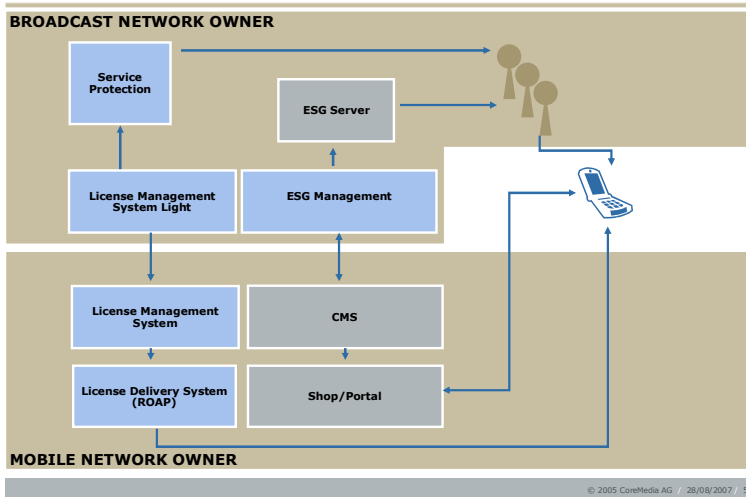 BROADCAST NETWORK OWNER
Service
Protection
ESG Server
License Management
System Light
ESG Management
License Management
System
CMS
License Delivery System
(ROAP)
Shop/Portal
MOBILE NETWORK OWNER
© 2005 CoreMedia AG / 28/08/2007 / 5